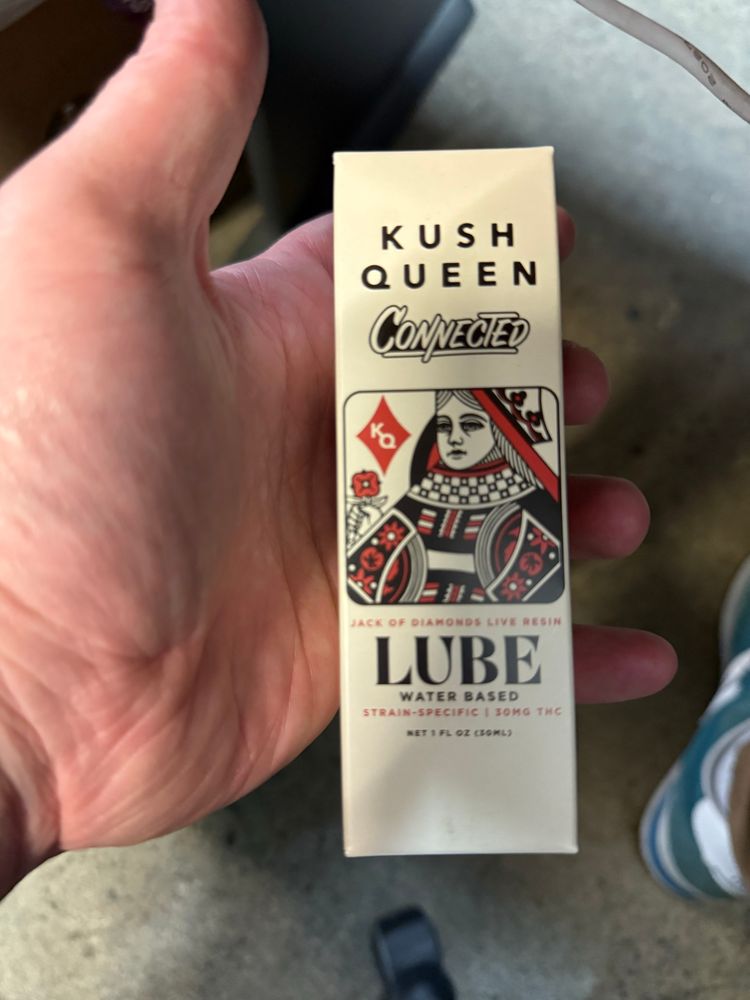 KUSH
QUEEN
CONNECTED
KQ
JACK OF DIAMONDS LIVE RESIN
LUBE
WATER BASED
STRAIN-SPECIFIC | 30MG THC
NET 1 FL OZ (30ML)